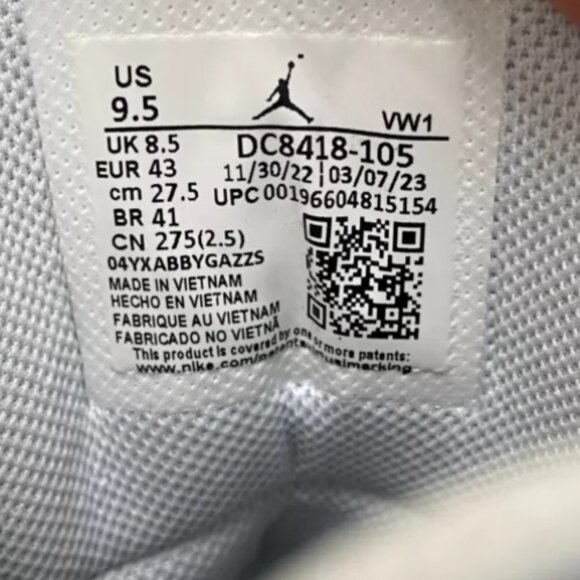 US
9.5
VW1
UK 8.5
DC8418-105
EUR 43
11/30/22 | 03/07/23
cm 27.5
UPC 00196604815154
BR 41
CN 275(2.5)
04YXABBYGAZZS
MADE IN VIETNAM
HECHO EN VIETNAM
FABRIQUE AU VIETNAM
FABRICADO NO VIETNÃ
This product is covered by one or more patents:
www.nike.com/patentvirtualmarking